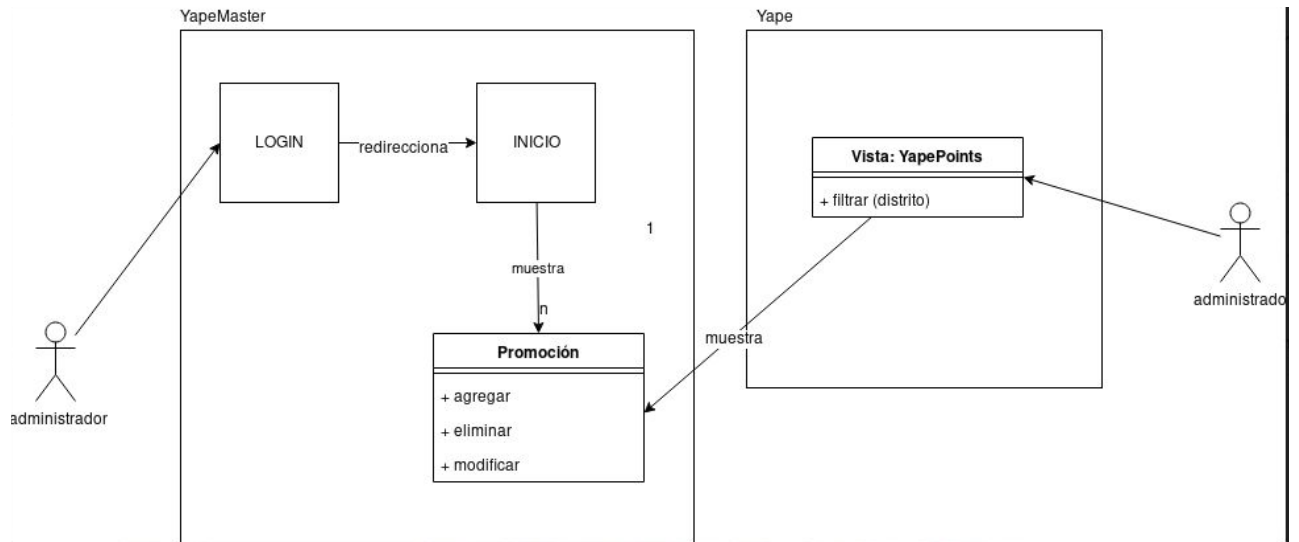 YapeMaster
Yape
LOGIN
redirecciona
INICIO
Vista: YapePoints
+ filtrar (distrito)
1
muestra
n
administrado
muestra
Promoción
+ agregar
+ eliminar
+ modificar
administrador